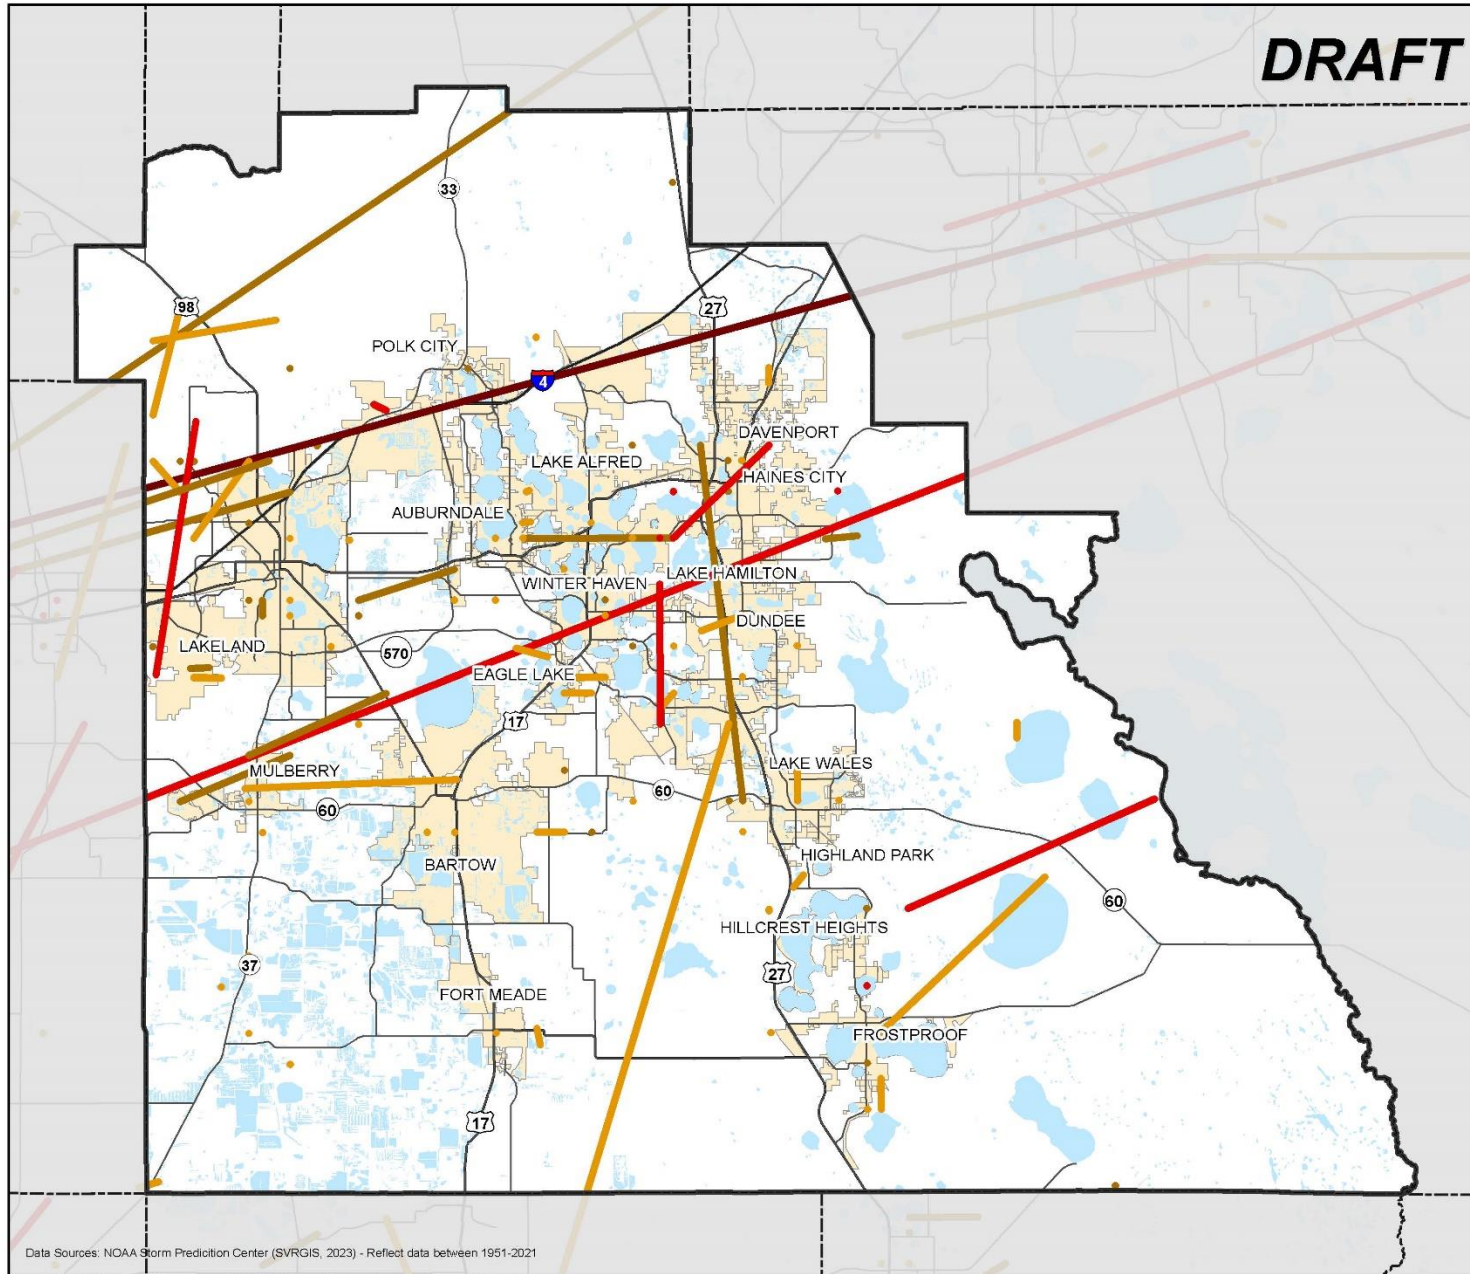 DRAFT
33
98
27
POLK CITY
4
DAVENPORT
LAKE ALFRED
HAINES CITY
AUBURNDALE
LAKE HAMILTON
WINTER HAVEN
DUNDEE
LAKELAND
570
EAGLE LAKE
17
LAKE WALES
MULBERRY
60
60
HIGHLAND PARK
BARTOW
60
HILLCREST HEIGHTS
37
27
FORT MEADE
FROSTPROOF
17
Data Sources: NOAA Storm Predicition Center (SVRGIS, 2023) - Reflect data between 1951-2021